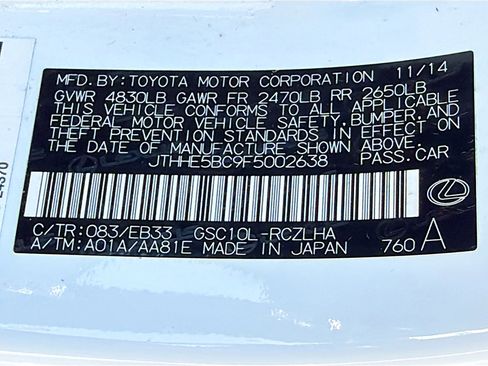 MFD.BY:TOYOTA MOTOR CORPORATION 11/14
GVWR 4830LB GAWR FR 2470LB RR 2650LB
THIS VEHICLE CONFORMS TO ALL APPLICABLE
FEDERAL MOTOR VEHICLE SAFETY,BUMPER,AND
THEFT PREVENTION STANDARDS IN EFFECT ON
THE DATE OF MANUFACTURE SHOWN ABOVE.
JTHHE5BC9F5002638 PASS.CAR
C/TR:083/EB33 GSC10L-RCZLHA
A/TM:A01A/AA81E MADE IN JAPAN 760 A